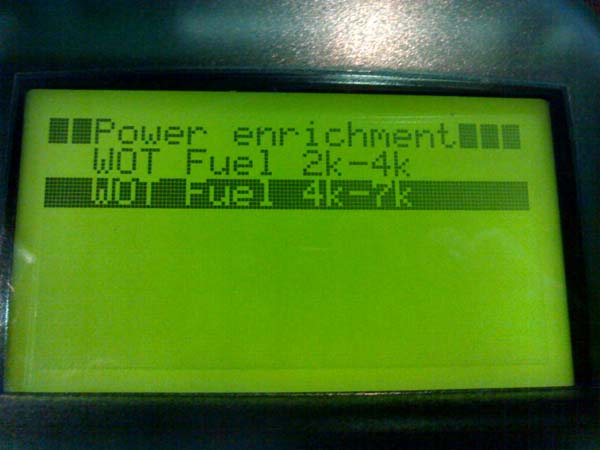 Power enrichment
WOT Fuel 2k-4k
WOT Fuel 4k-7k